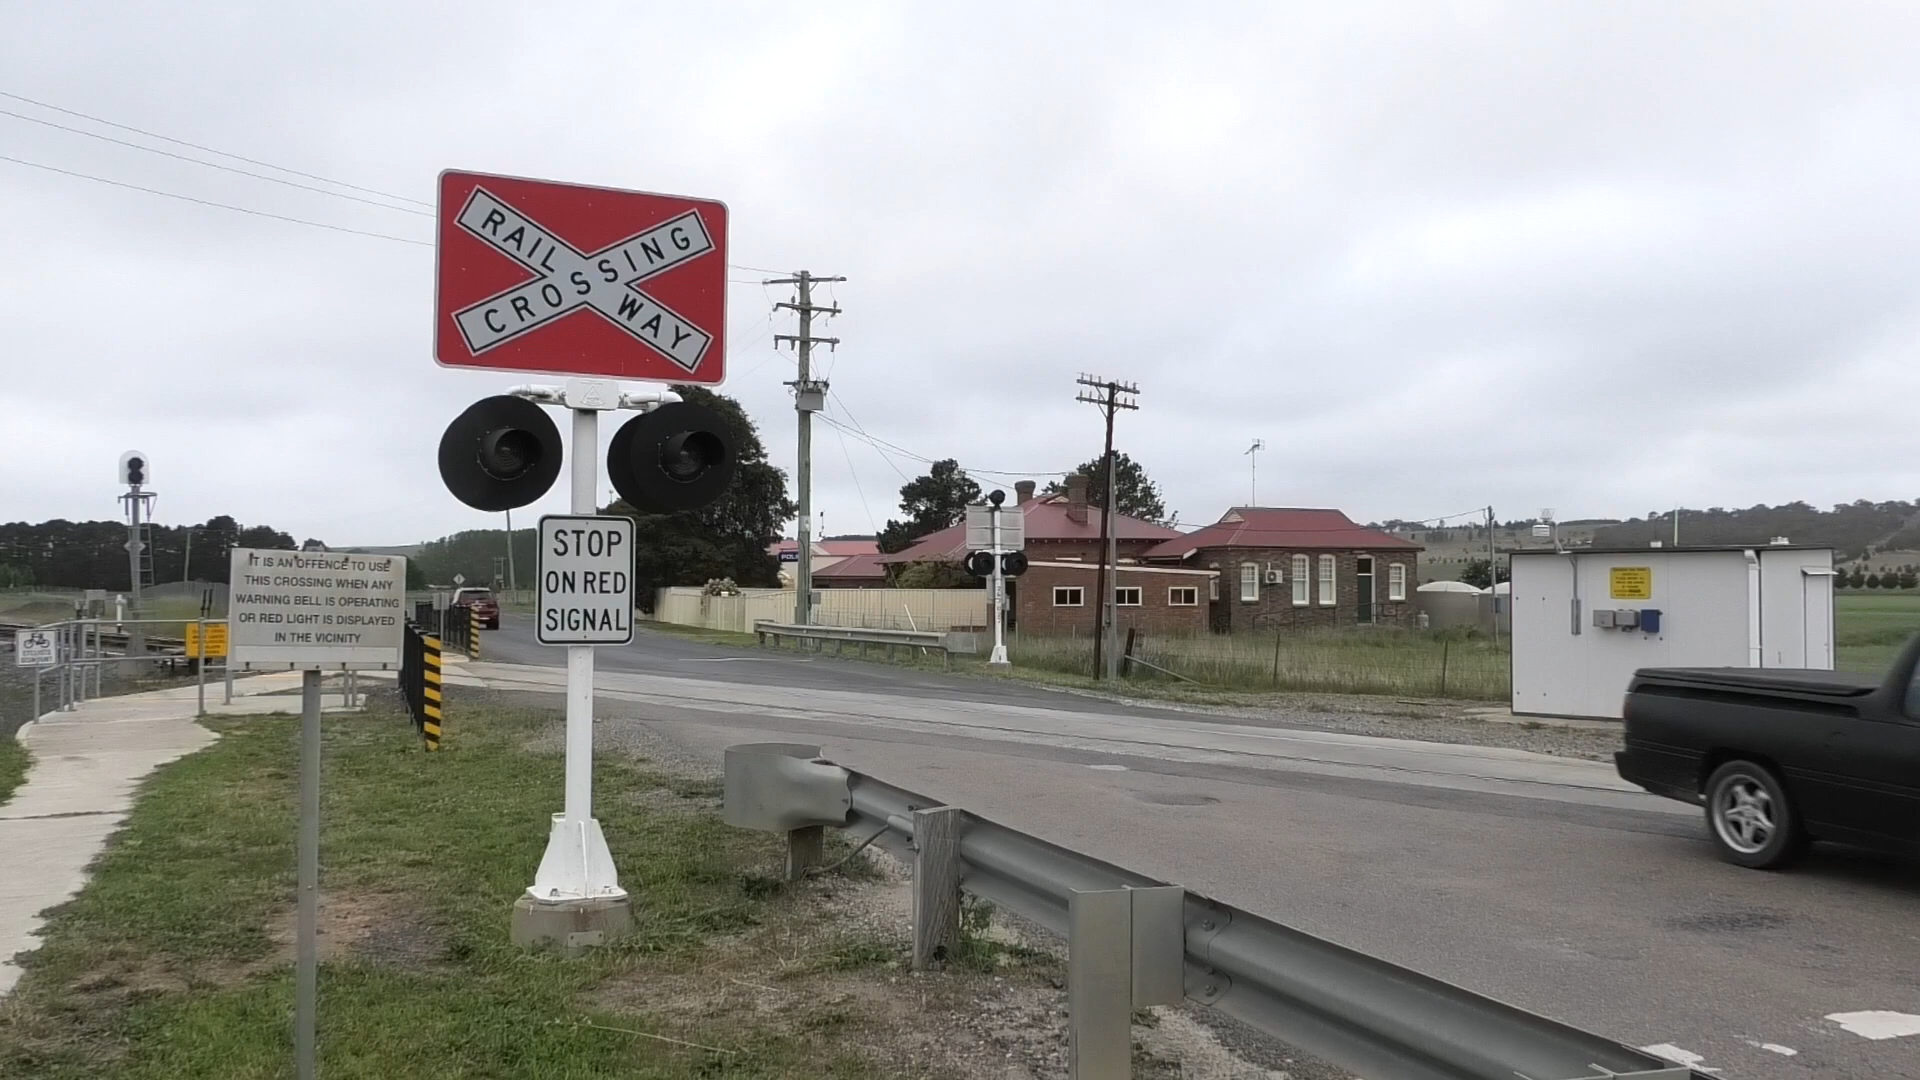 RAIL WAY
CROSSING
STOP
ON RED
SIGNAL
IT IS AN OFFENCE TO USE
THIS CROSSING WHEN ANY
WARNING BELL IS OPERATING
OR RED LIGHT IS DISPLAYED
IN THE VICINITY